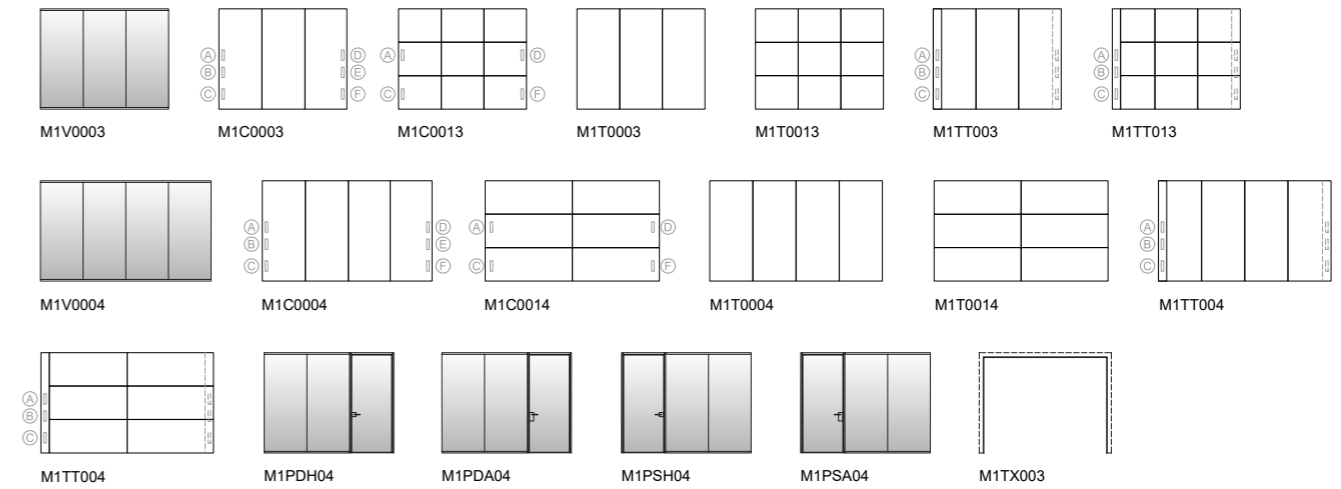 A D A D A A
B E B B
C F C F C C
M1V0003 M1C0003 M1C0013 M1T0003 M1T0013 M1TT003 M1TT013
A D A D A
B E B
C F C F C
M1V0004 M1C0004 M1C0014 M1T0004 M1T0014 M1TT004
A
B
C
M1TT004 M1PDH04 M1PDA04 M1PSH04 M1PSA04 M1TX003